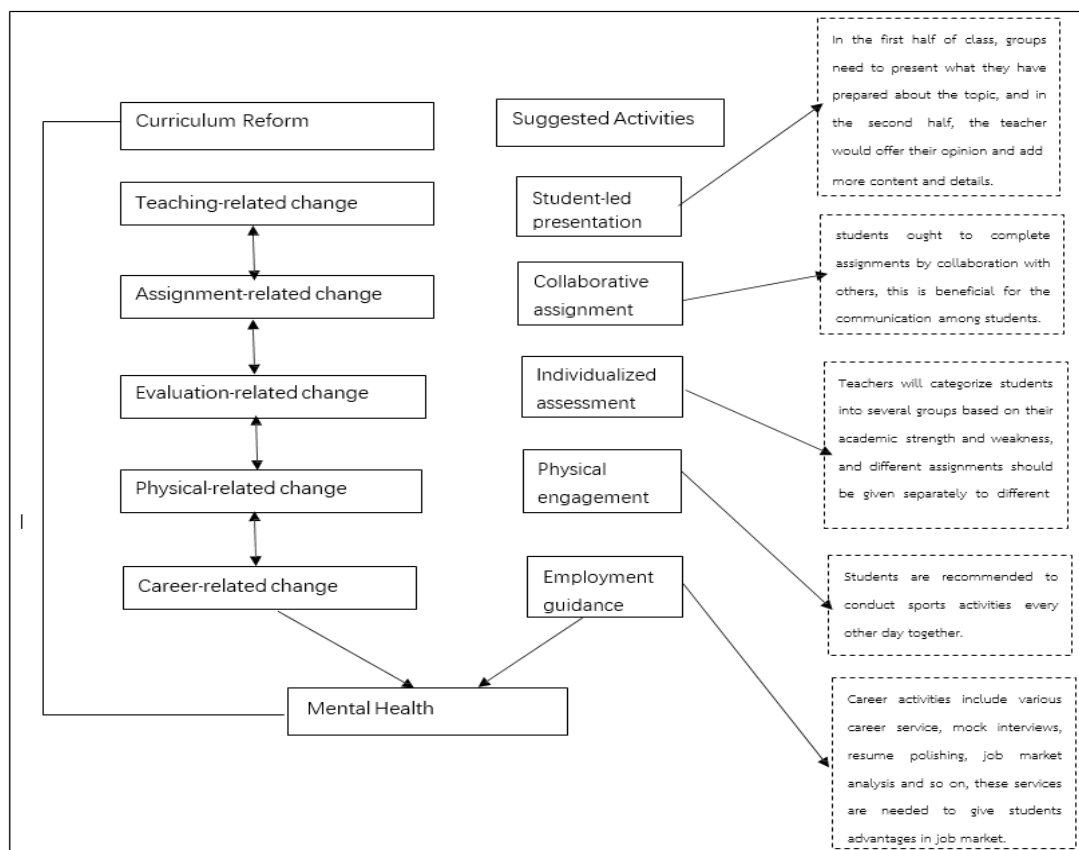 Curriculum Reform
Teaching-related change
Assignment-related change
Evaluation-related change
Physical-related change
Career-related change
Mental Health
Suggested Activities
Student-led
presentation
Collaborative
assignment
Individualized
assessment
Physical
engagement
Employment
guidance
In the first half of class, groups
need to present what they have
prepared about the topic, and in
the second half, the teacher
would offer their opinion and add
more content and details.
students ought to complete
assignments by collaboration with
others, this is beneficial for the
communication among students.
Teachers will categorize students
into several groups based on their
academic strength and weakness,
and different assignments should
be given separately to different
Students are recommended to
conduct sports activities every
other day together.
Career activities include various
career service, mock interviews,
resume polishing, job market
analysis and so on, these services
are needed to give students
advantages in job market.